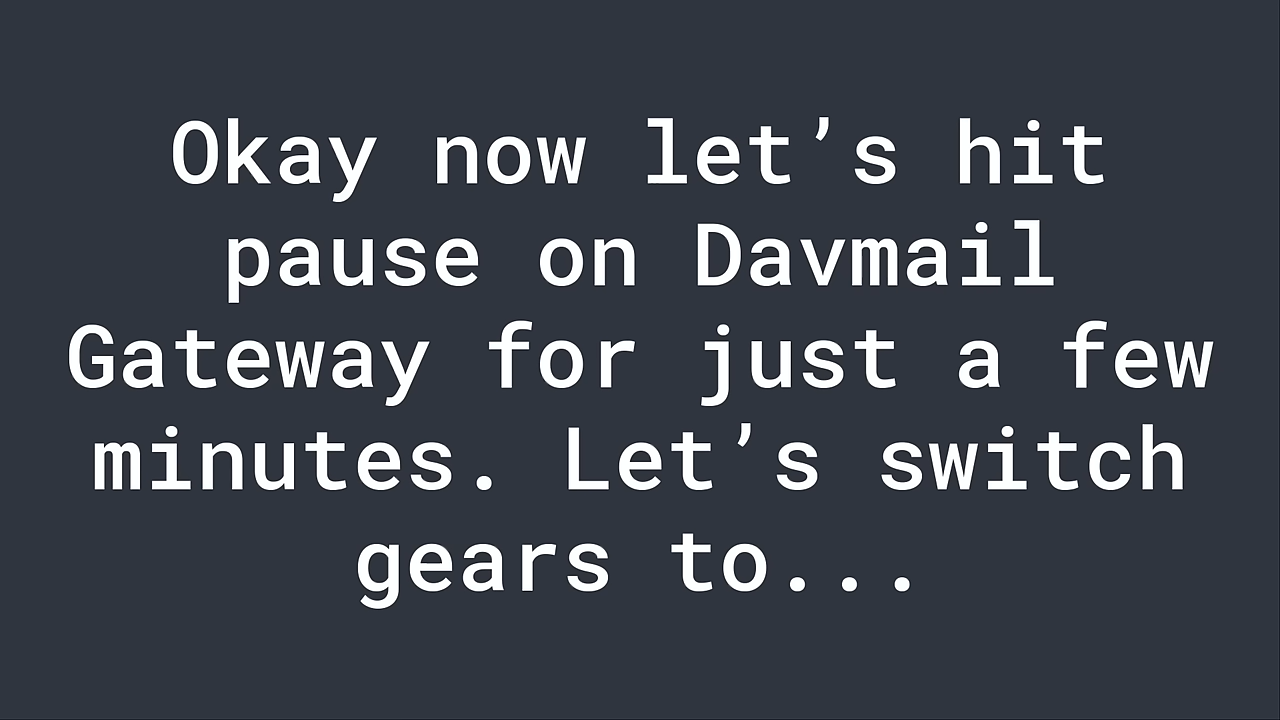 Okay now let’s hit
pause on Davmail
Gateway for just a few
minutes. Let’s switch
gears to...